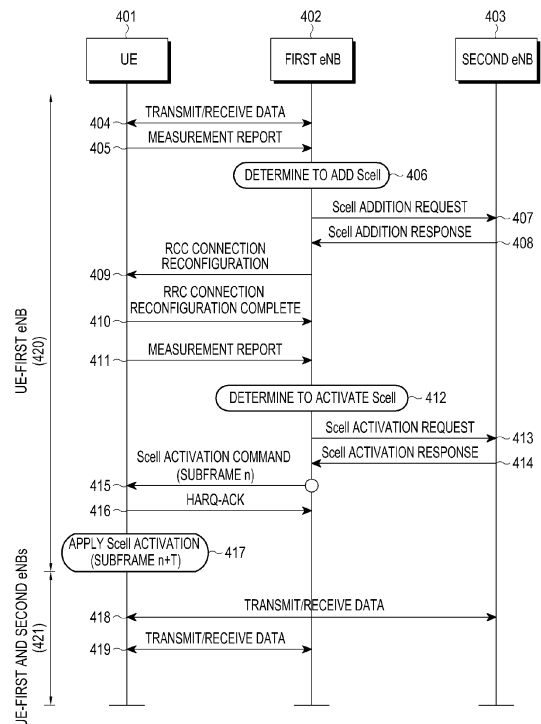 401
402
403
UE
FIRST eNB
SECOND eNB
TRANSMIT/RECEIVE DATA
404
MEASUREMENT REPORT
405
DETERMINE TO ADD Scell
406
Scell ADDITION REQUEST
407
Scell ADDITION RESPONSE
408
RCC CONNECTION
RECONFIGURATION
409
RRC CONNECTION
RECONFIGURATION COMPLETE
410
MEASUREMENT REPORT
411
DETERMINE TO ACTIVATE Scell
412
Scell ACTIVATION REQUEST
413
Scell ACTIVATION RESPONSE
414
Scell ACTIVATION COMMAND
(SUBFRAME n)
415
HARQ-ACK
416
APPLY Scell ACTIVATION
(SUBFRAME n+T)
417
TRANSMIT/RECEIVE DATA
418
TRANSMIT/RECEIVE DATA
419
UE-FIRST eNB
(420)
UE-FIRST AND SECOND eNBs
(421)